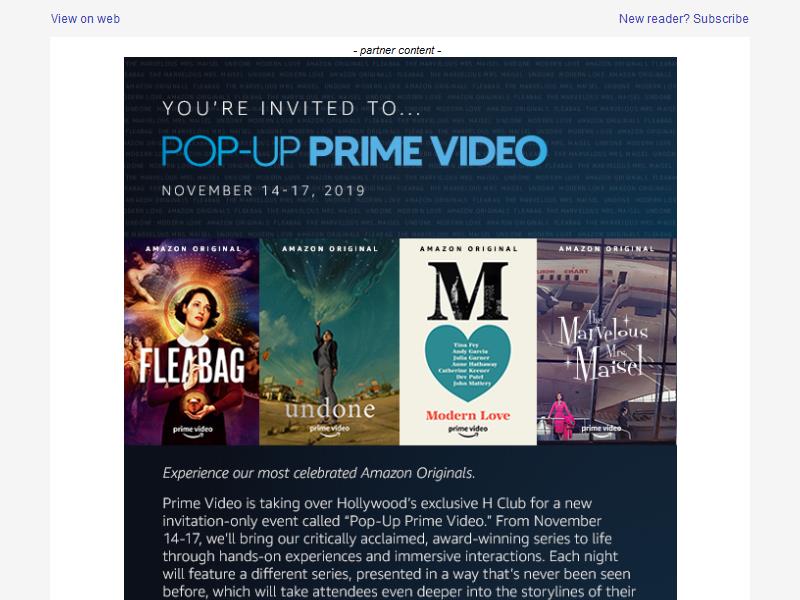 View on web
New reader? Subscribe
- partner content -
YOU'RE INVITED TO...
POP-UP PRIME VIDEO
NOVEMBER 14-17, 2019
AMAZON ORIGINAL
FLEABAG
prime video
AMAZON ORIGINAL
undone
prime video
AMAZON ORIGINAL
M
Tina Fey
Andy Garcia
Julia Garner
Anne Hathaway
Catherine Keener
Dev Patel
John Slattery
Modern Love
prime video
AMAZON ORIGINAL
The
Marvelous
Mrs.
Maisel
prime video
Experience our most celebrated Amazon Originals.
Prime Video is taking over Hollywood's exclusive H Club for a new
invitation-only event called "Pop-Up Prime Video." From November
14-17, we'll bring our critically acclaimed, award-winning series to life
through hands-on experiences and immersive interactions. Each night
will feature a different series, presented in a way that's never been seen
before, which will take attendees even deeper into the storylines of their